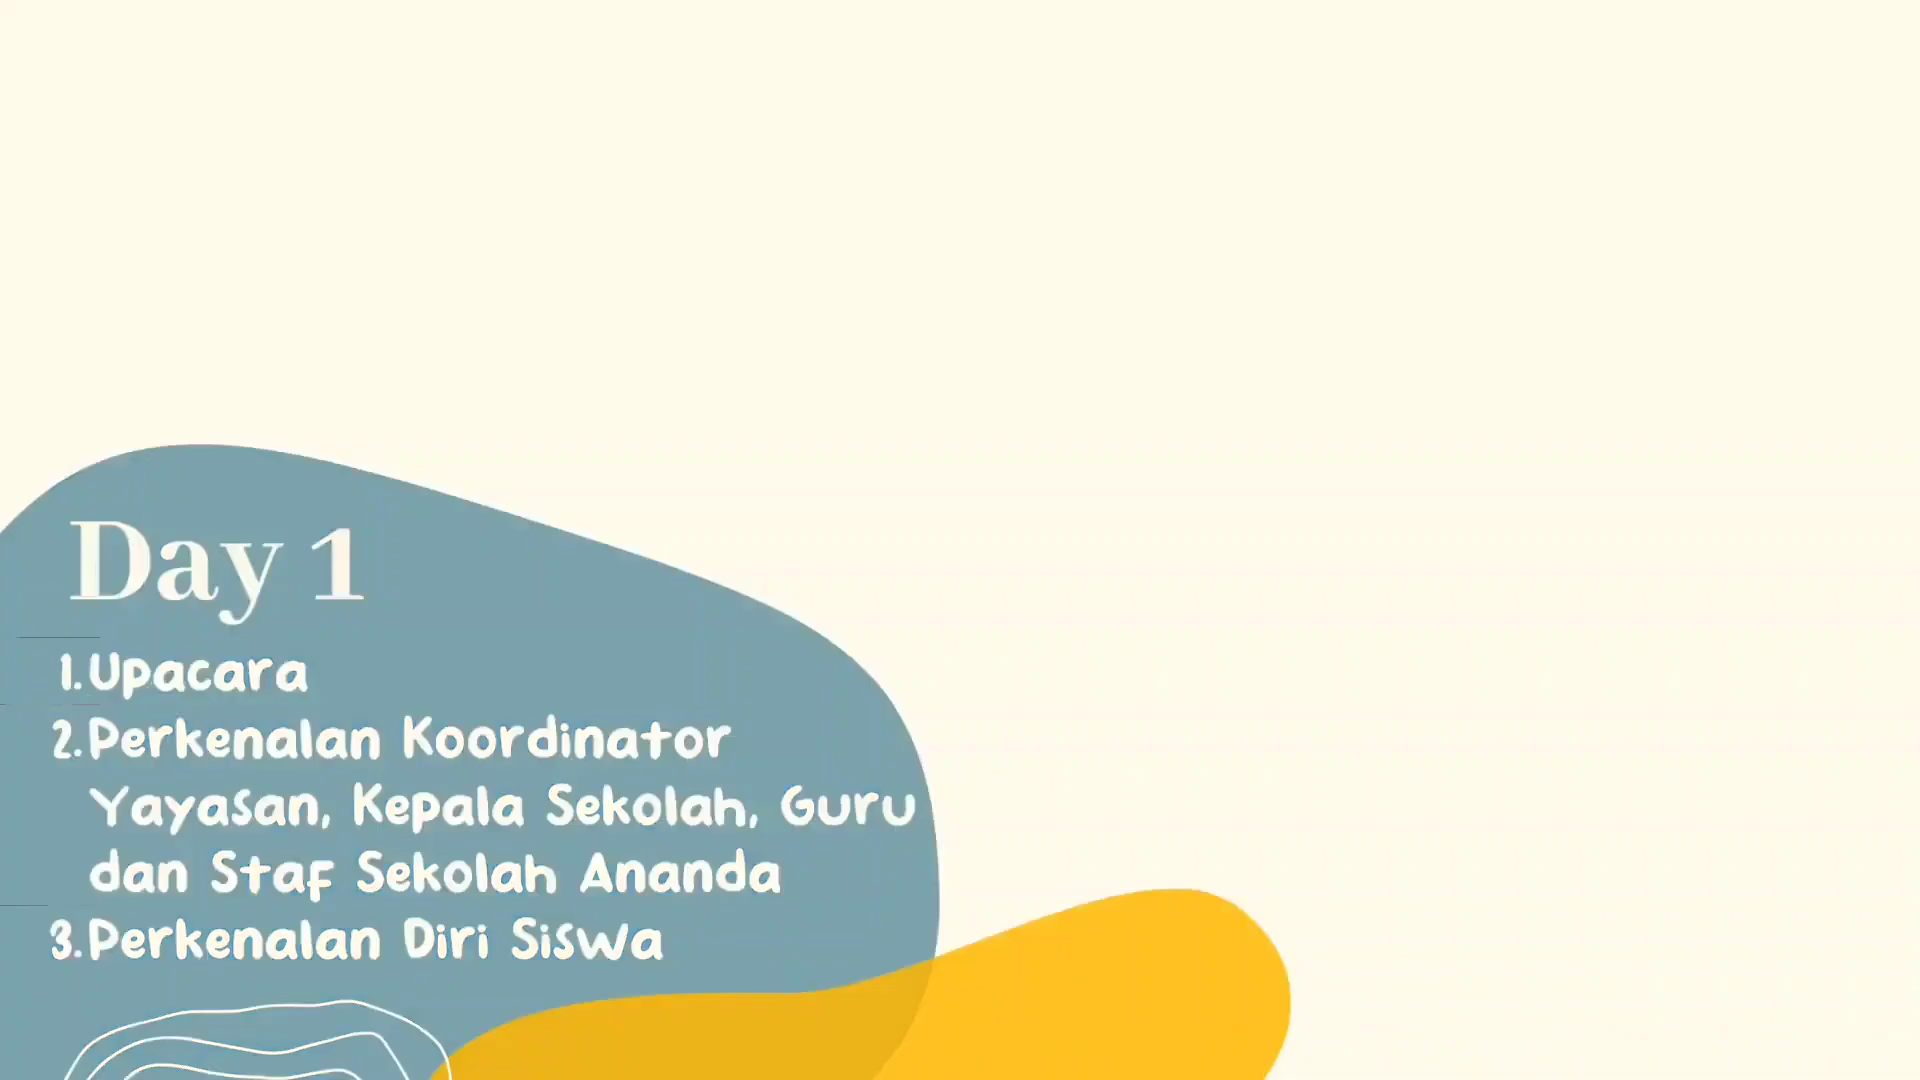 Day 1
1. Upacara
2. Perkenalan Koordinator
Yayasan, Kepala Sekolah, Guru
dan Staf Sekolah Ananda
3. Perkenalan Diri Siswa